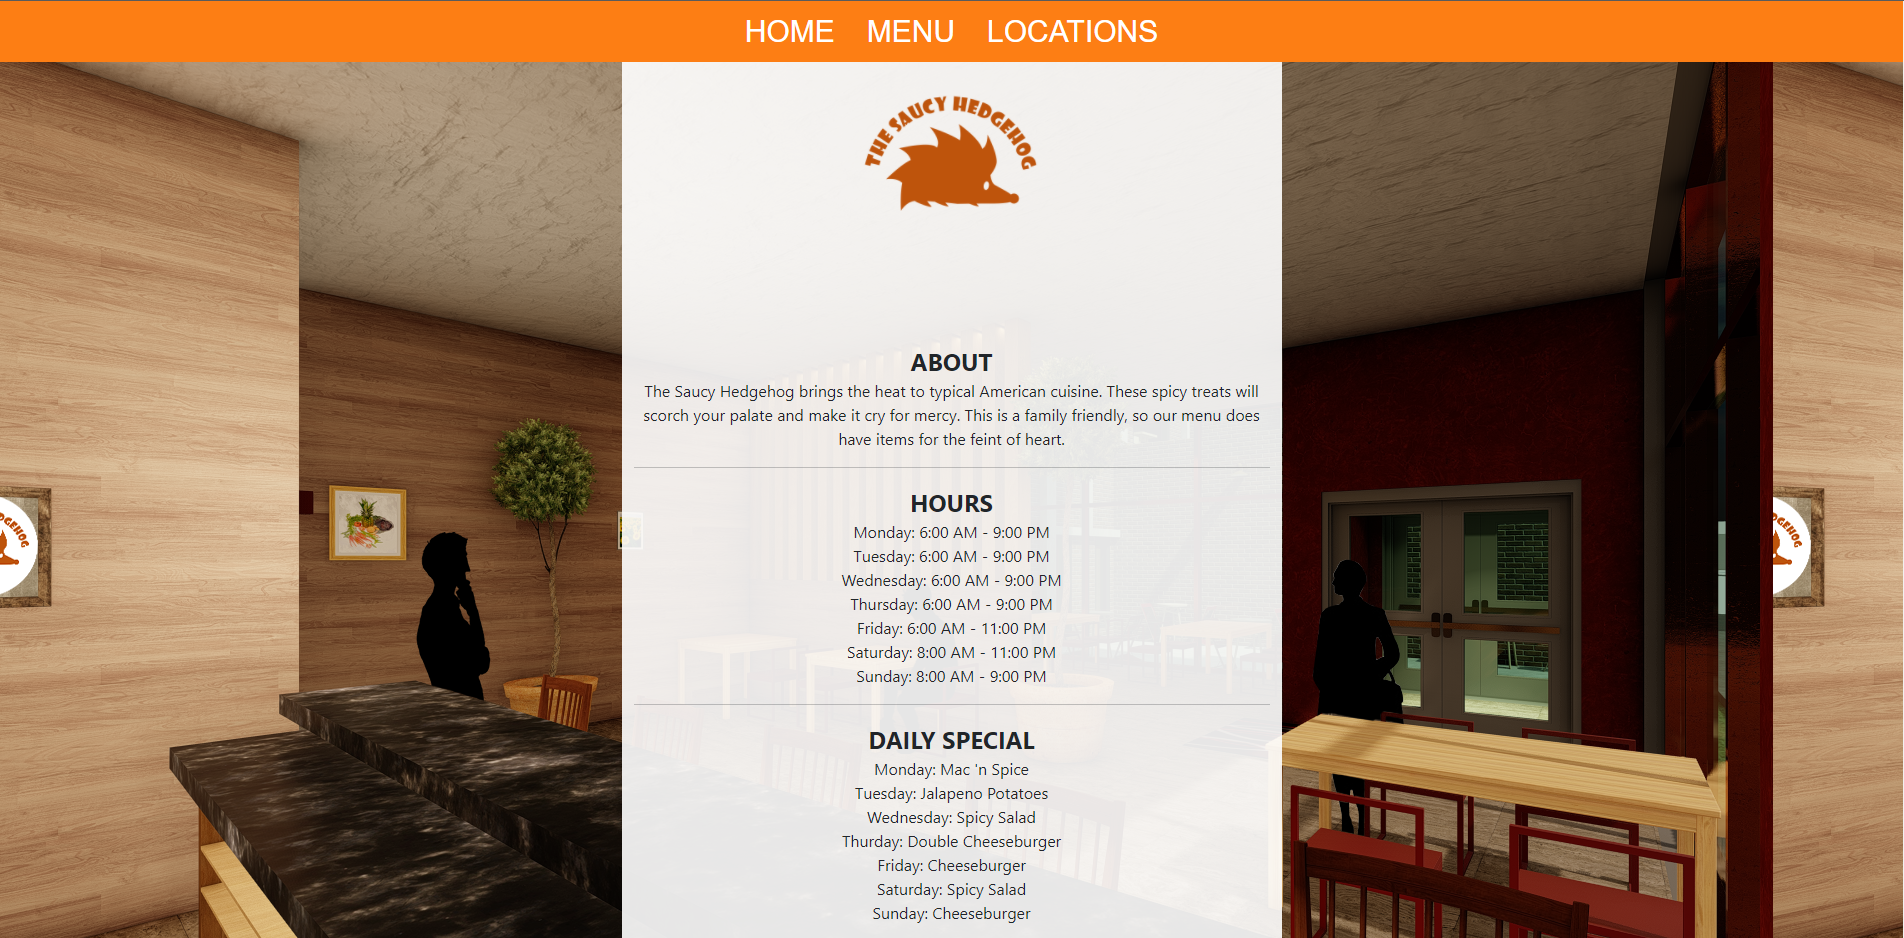 HOME MENU LOCATIONS
THE SAUCY HEDGEHOG
ABOUT
The Saucy Hedgehog brings the heat to typical American cuisine. These spicy treats will
scorch your palate and make it cry for mercy. This is a family friendly, so our menu does
have items for the feint of heart.
HOURS
Monday: 6:00 AM - 9:00 PM
Tuesday: 6:00 AM - 9:00 PM
Wednesday: 6:00 AM - 9:00 PM
Thursday: 6:00 AM - 9:00 PM
Friday: 6:00 AM - 11:00 PM
Saturday: 8:00 AM - 11:00 PM
Sunday: 8:00 AM - 9:00 PM
DAILY SPECIAL
Monday: Mac 'n Spice
Tuesday: Jalapeno Potatoes
Wednesday: Spicy Salad
Thurday: Double Cheeseburger
Friday: Cheeseburger
Saturday: Spicy Salad
Sunday: Cheeseburger